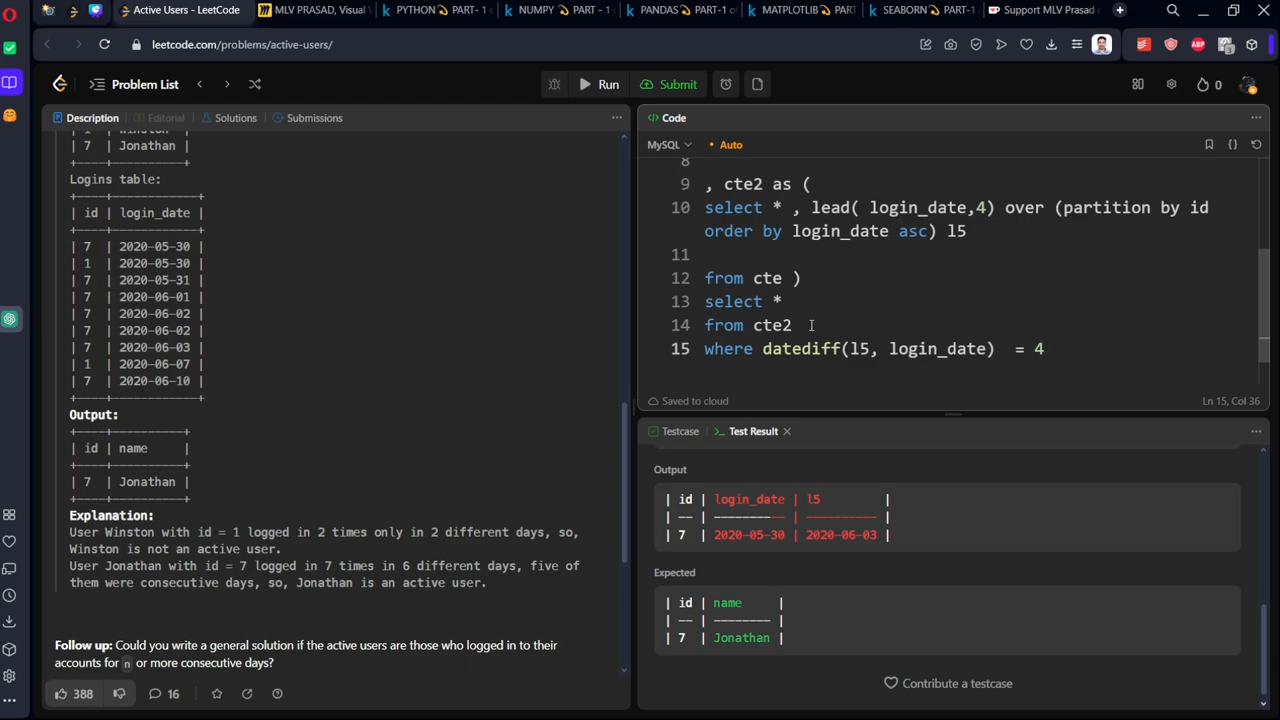 Active Users - LeetCode
MLV PRASAD, Visual
PYTHON PART- 1
NUMPY PART - 1
PANDAS PART-1 o
MATPLOTLIB PART
SEABORN PART-
Support MLV Prasad
leetcode.com/problems/active-users/
Problem List
Run
Submit
0
Description
Editorial
Solutions
Submissions
| 1 | Winston |
| 7 | Jonathan |
+----+----------+
Logins table:
+----+------------+
| id | login_date |
+----+------------+
| 7 | 2020-05-30 |
| 1 | 2020-05-30 |
| 7 | 2020-05-31 |
| 7 | 2020-06-01 |
| 7 | 2020-06-02 |
| 7 | 2020-06-02 |
| 7 | 2020-06-03 |
| 1 | 2020-06-07 |
| 7 | 2020-06-10 |
+----+------------+
Output:
+----+----------+
| id | name |
+----+----------+
| 7 | Jonathan |
+----+----------+
Explanation:
User Winston with id = 1 logged in 2 times only in 2 different days, so,
Winston is not an active user.
User Jonathan with id = 7 logged in 7 times in 6 different days, five of
them were consecutive days, so, Jonathan is an active user.
Follow up: Could you write a general solution if the active users are those who logged in to their
accounts for n or more consecutive days?
388
16
Code
MySQL
Auto
8
9 , cte2 as (
10 select * , lead( login_date,4) over (partition by id
order by login_date asc) l5
11
12 from cte )
13 select *
14 from cte2
15 where datediff(l5, login_date) = 4
Saved to cloud
Ln 15, Col 36
Testcase
Test Result
Output
| id | login_date | l5 |
| -- | ---------- | ---------- |
| 7 | 2020-05-30 | 2020-06-03 |
Expected
| id | name |
| -- | -------- |
| 7 | Jonathan |
Contribute a testcase